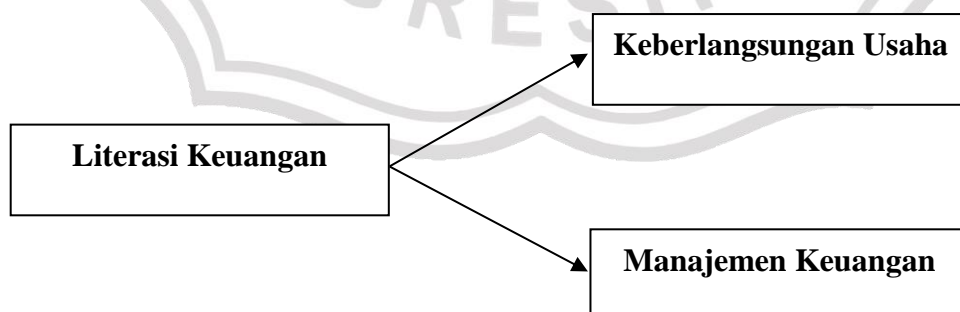 Keberlangsungan Usaha
Literasi Keuangan
Manajemen Keuangan